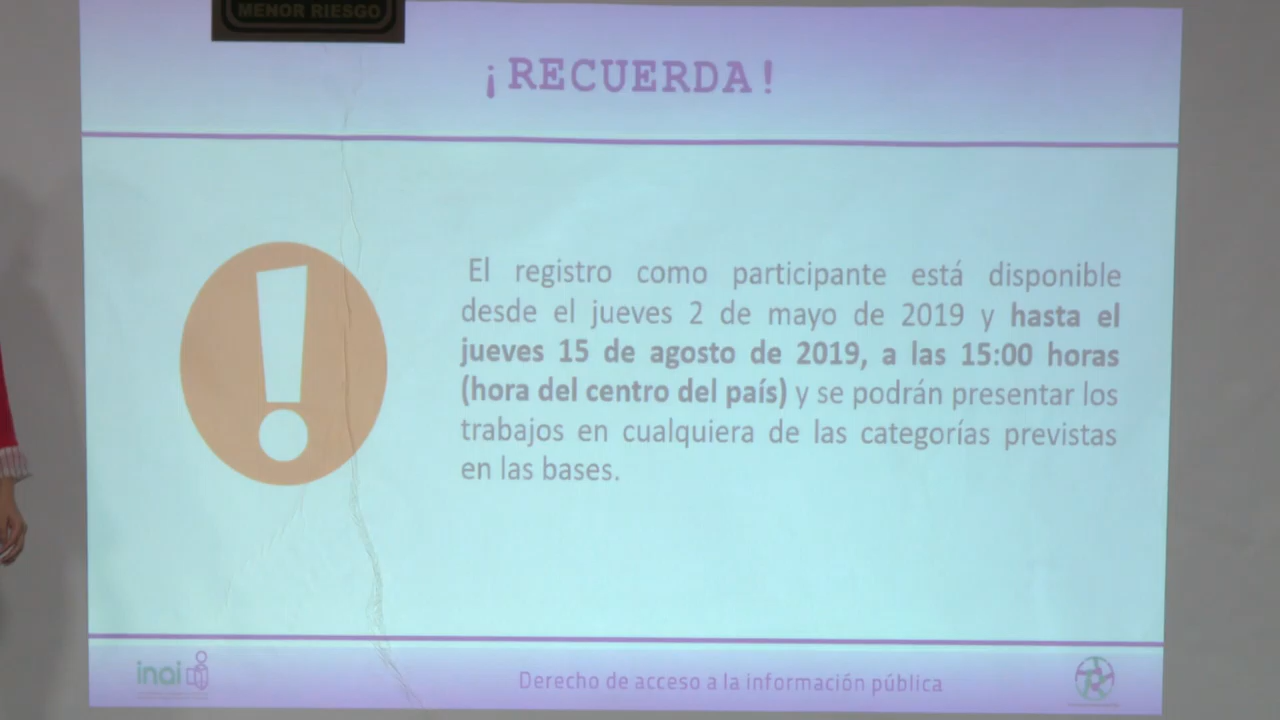 MENOR RIESGO
¡RECUERDA!
El registro como participante está disponible
desde el jueves 2 de mayo de 2019 y hasta el
jueves 15 de agosto de 2019, a las 15:00 horas
(hora del centro del país) y se podrán presentar los
trabajos en cualquiera de las categorías previstas
en las bases.
inai
Derecho de acceso a la información pública